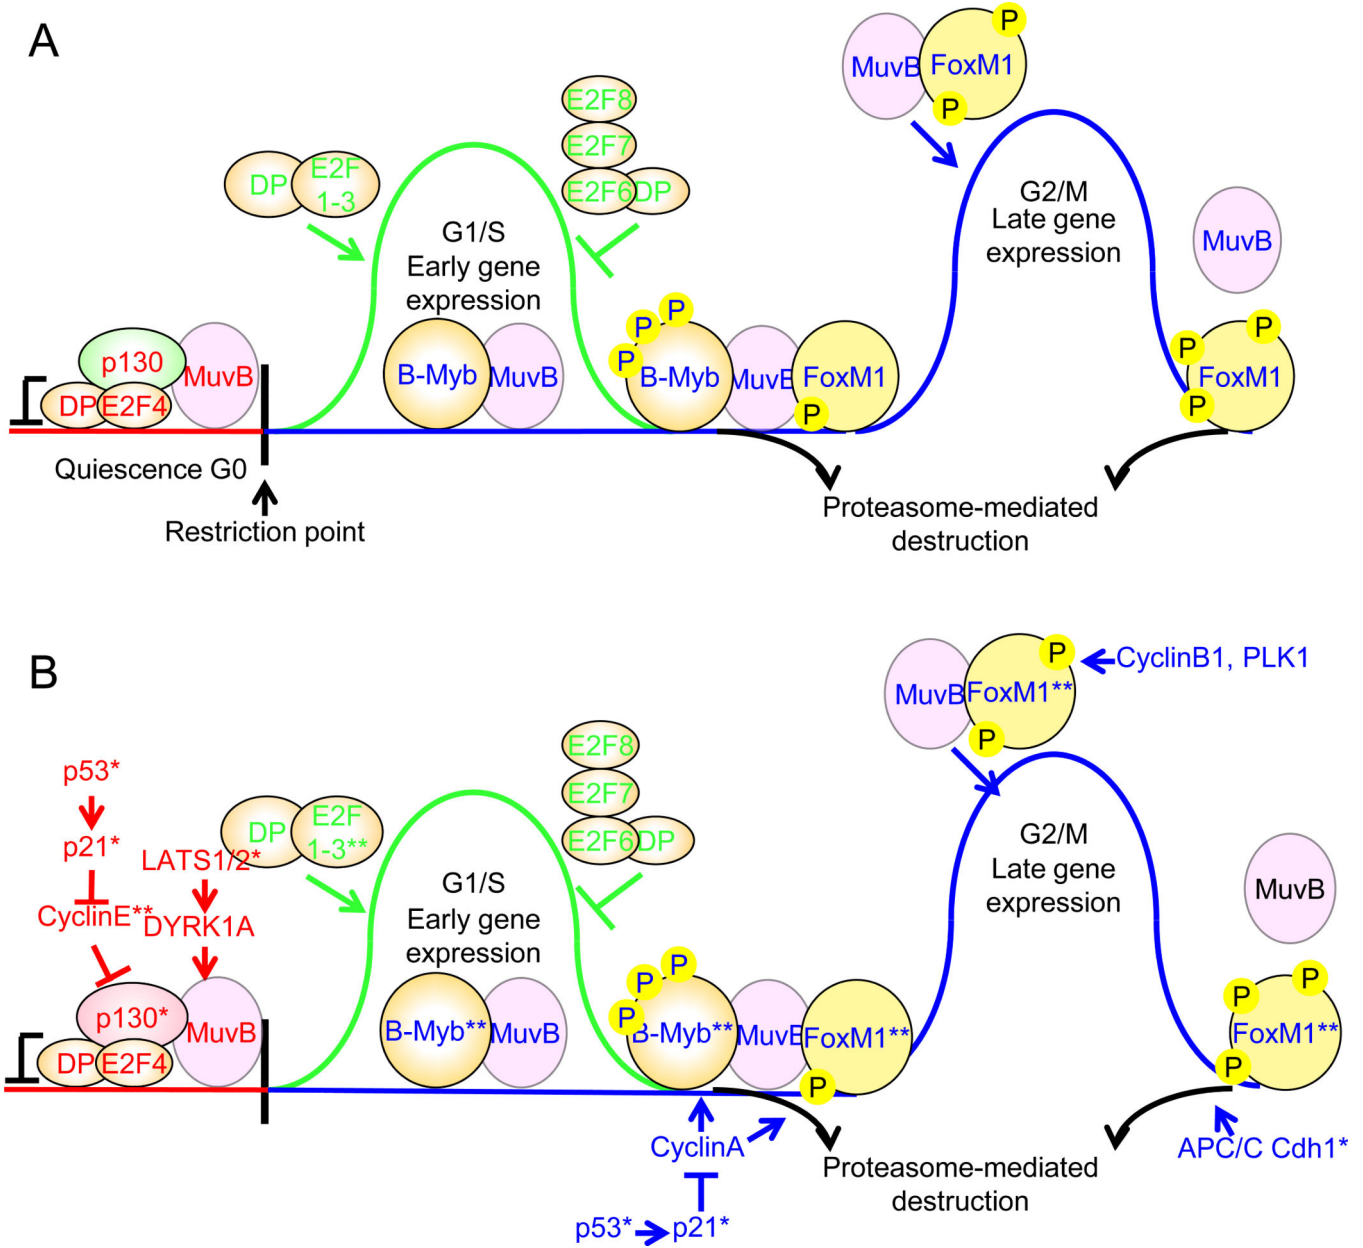 A
P
MuvB FoxM1
P
E2F8
E2F7
E2F6 DP
DP E2F
1-3
G1/S
Early gene
expression
G2/M
Late gene
expression
MuvB
p130
MuvB
DP E2F4
B-Myb MuvB
P
P
P
B-Myb MuvB FoxM1
P
P
P
FoxM1
P
Quiescence G0
Restriction point
Proteasome-mediated
destruction
B
P
CyclinB1, PLK1
MuvB FoxM1**
P
p53*
p21*
LATS1/2*
CyclinE**
DYRK1A
DP E2F
1-3**
E2F8
E2F7
E2F6 DP
G1/S
Early gene
expression
G2/M
Late gene
expression
MuvB
p130*
MuvB
DP E2F4
B-Myb** MuvB
P
P
P
B-Myb** MuvB FoxM1**
P
P
P
FoxM1**
P
CyclinA
p53* p21*
Proteasome-mediated
destruction
APC/C Cdh1*